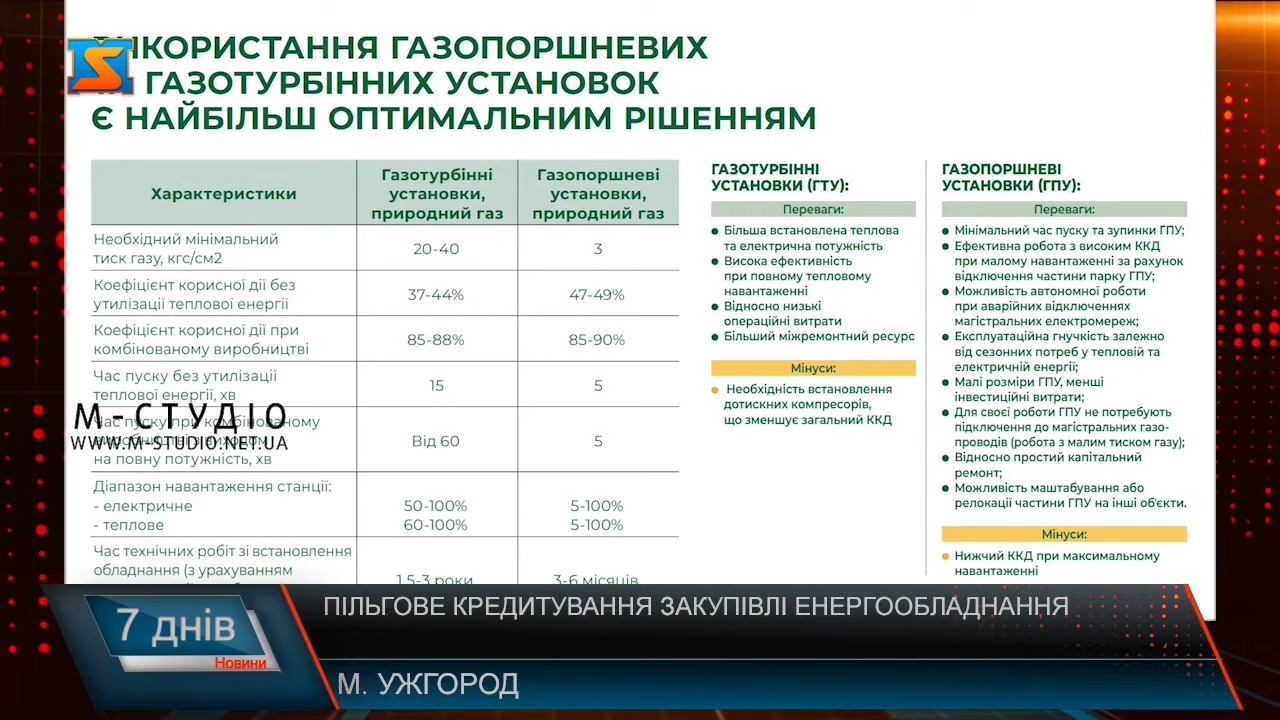 ВИКОРИСТАННЯ ГАЗОПОРШНЕВИХ
ГАЗОТУРБІННИХ УСТАНОВОК
Є НАЙБІЛЬШ ОПТИМАЛЬНИМ РІШЕННЯМ
Характеристики
Газотурбінні
установки,
природний газ
Газопоршневі
установки,
природний газ
Необхідний мінімальний
тиск газу, кгс/см2
20-40
3
Коефіцієнт корисної дії без
утилізації теплової енергії
37-44%
47-49%
Коефіцієнт корисної дії при
комбінованому виробництві
85-88%
85-90%
Час пуску без утилізації
теплової енергії, хв
15
5
Час пуску при комбінованому
виробництві з виходом
на повну потужність, хв
Від 60
5
Діапазон навантаження станції:
- електричне
- теплове
50-100%
60-100%
5-100%
5-100%
Час технічних робіт зі встановлення
обладнання (з урахуванням
1,5-3 роки
3-6 місяців
ГАЗОТУРБІННІ
УСТАНОВКИ (ГТУ):
Переваги:
Більша встановлена теплова
та електрична потужність
Висока ефективність
при повному тепловому
навантаженні
Відносно низькі
операційні витрати
Більший міжремонтний ресурс
Мінуси:
Необхідність встановлення
дотискних компресорів,
що зменшує загальний ККД
ГАЗОПОРШНЕВІ
УСТАНОВКИ (ГПУ):
Переваги:
Мінімальний час пуску та зупинки ГПУ;
Ефективна робота з високим ККД
при малому навантаженні за рахунок
відключення частини парку ГПУ;
Можливість автономної роботи
при аварійних відключеннях
магістральних електромереж;
Експлуатаційна гнучкість залежно
від сезонних потреб у тепловій та
електричній енергії;
Малі розміри ГПУ, менші
інвестиційні витрати;
Для своєї роботи ГПУ не потребують
підключення до магістральних газо-
проводів (робота з малим тиском газу);
Відносно простий капітальний
ремонт;
Можливість маштабування або
релокації частини ГПУ на інші об'єкти.
Мінуси:
Нижчий ККД при максимальному
навантаженні
М-СТУДІО
WWW.M-STUDIO.NET.UA
7 днів
Новини
ПІЛЬГОВЕ КРЕДИТУВАННЯ ЗАКУПІВЛІ ЕНЕРГООБЛАДНАННЯ
М. УЖГОРОД